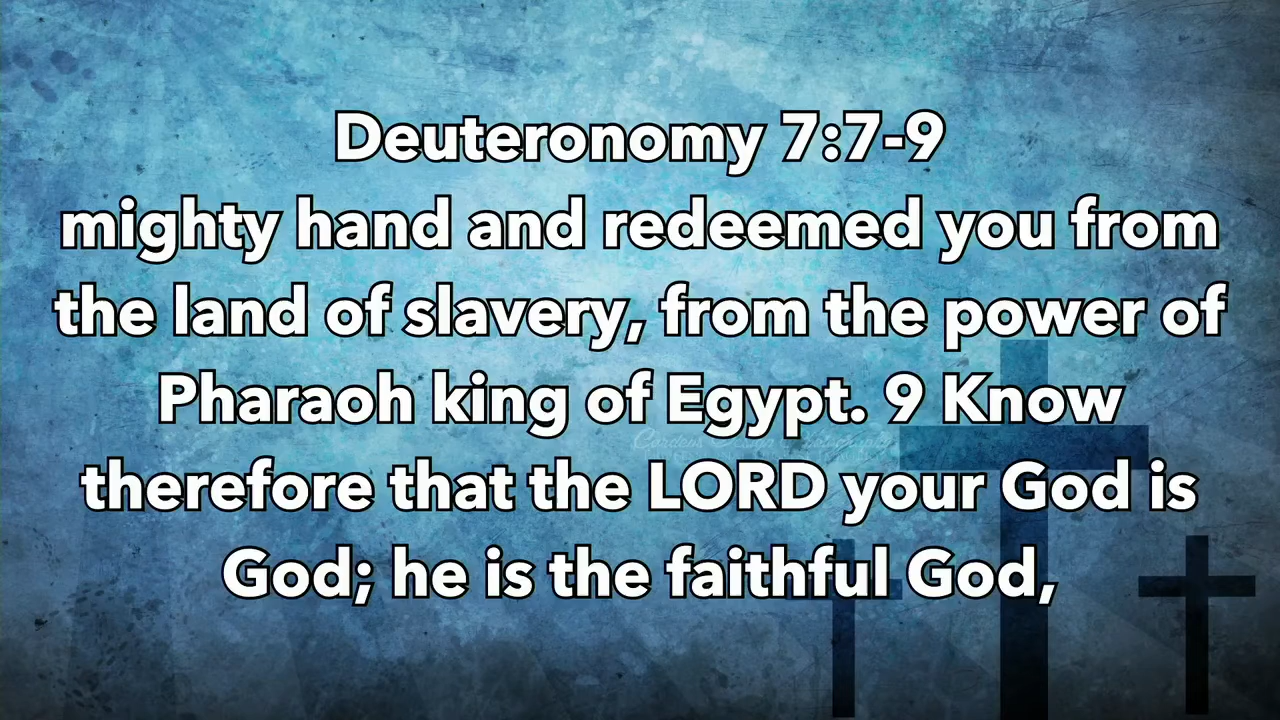 Deuteronomy 7:7-9
mighty hand and redeemed you from
the land of slavery, from the power of
Pharaoh king of Egypt. 9 Know
therefore that the LORD your God is
God; he is the faithful God,